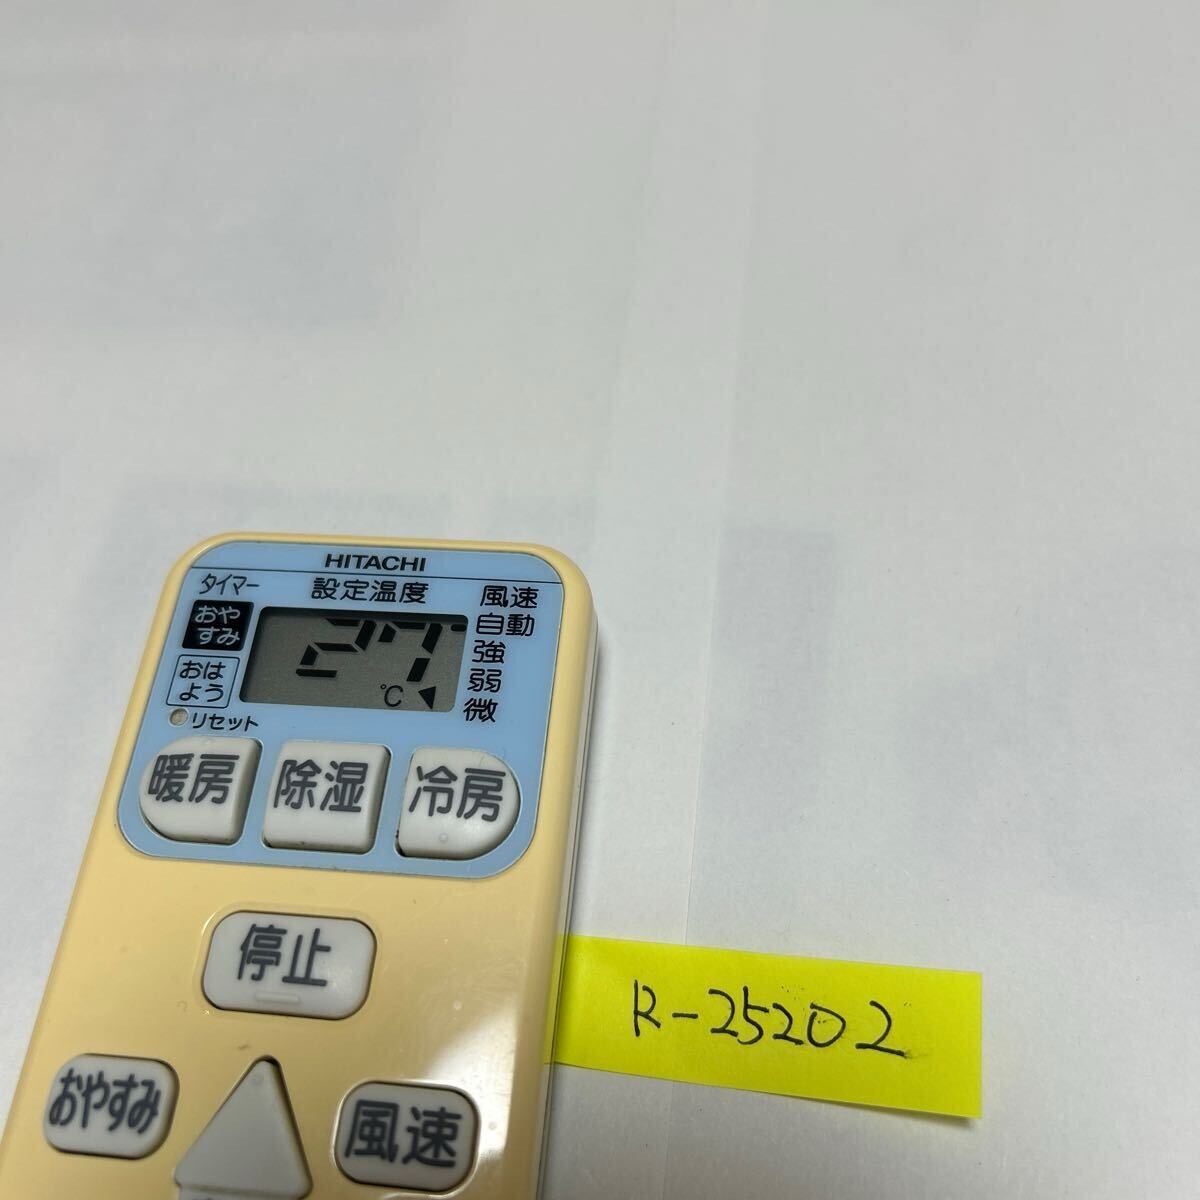 HITACHI
タイマー
設定温度
風速
おや
すみ
自動
強
弱
微
おは
よう
27
℃
リセット
暖房
除湿
冷房
停止
おやすみ
風速
R-25202